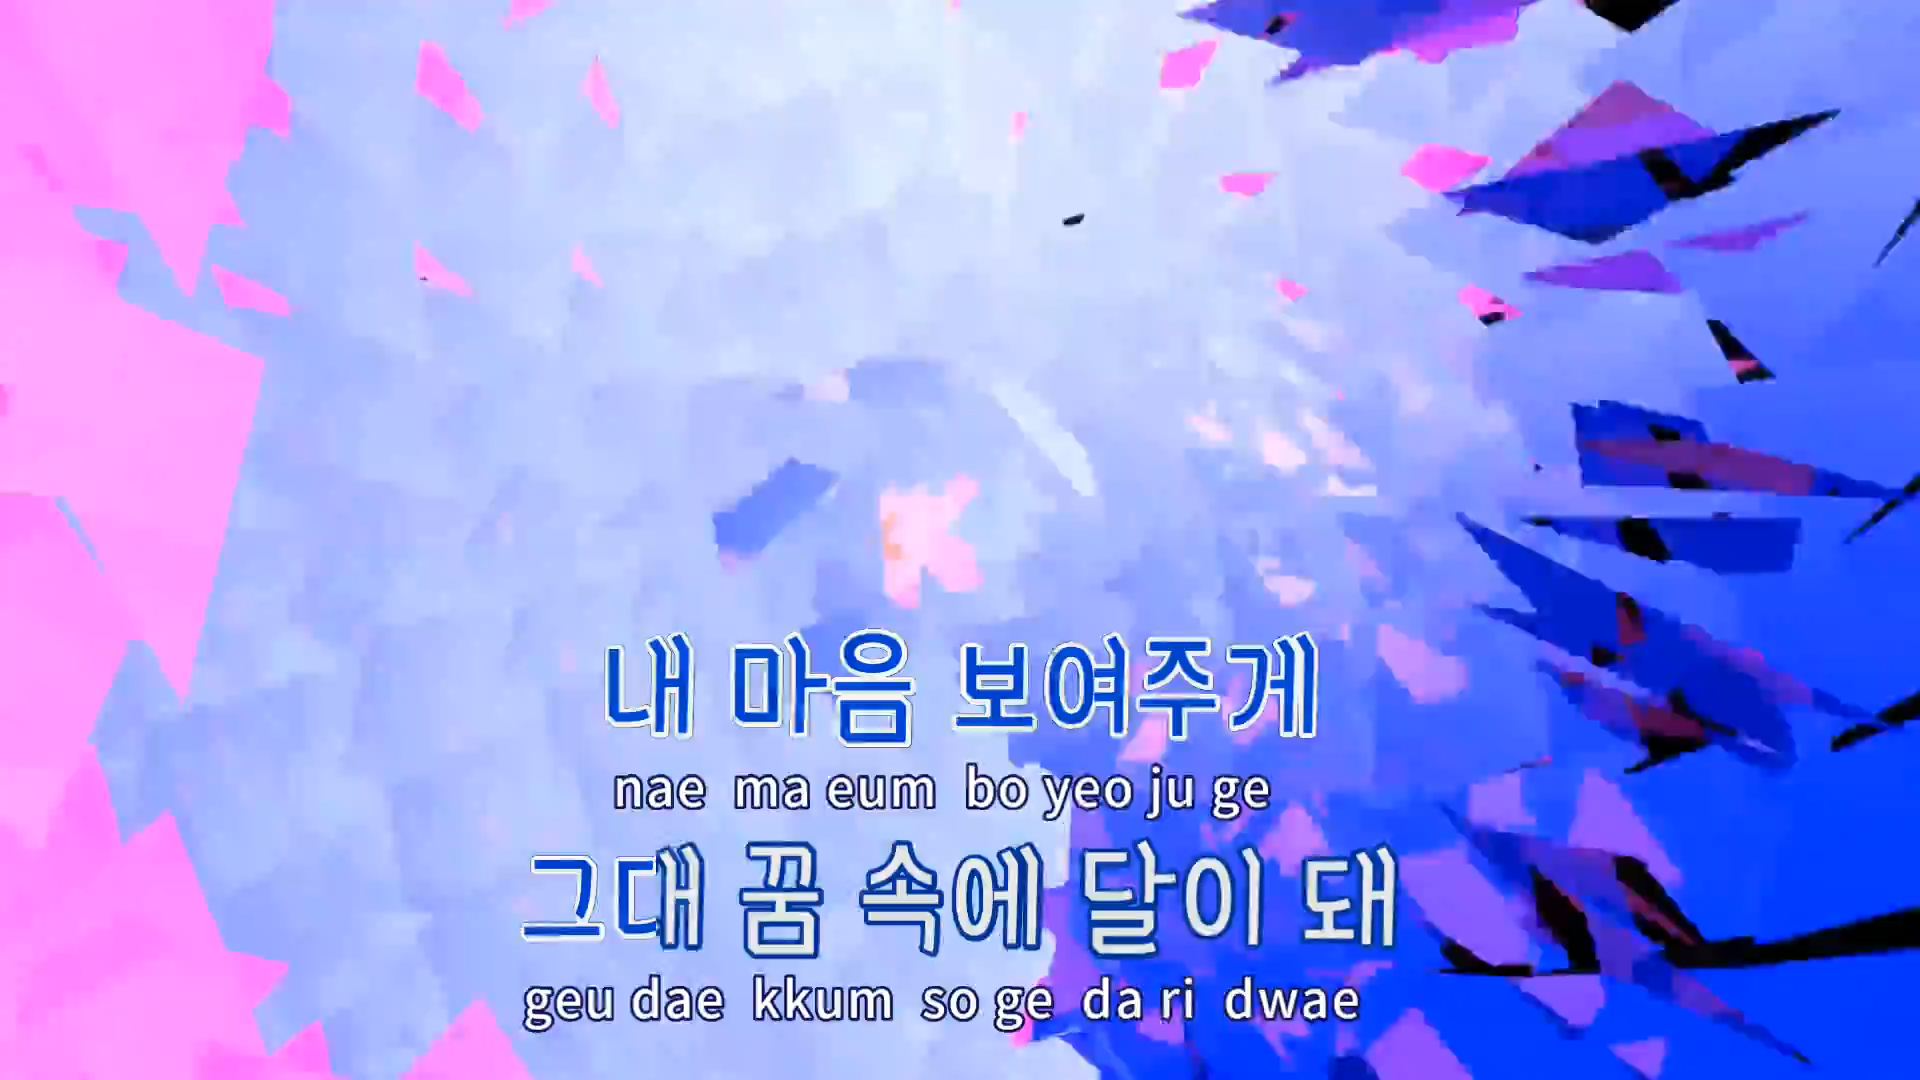 내 마음 보여주게
nae ma eum bo yeo ju ge
그대 꿈 속에 달이 돼
geu dae kkum so ge da ri dwae